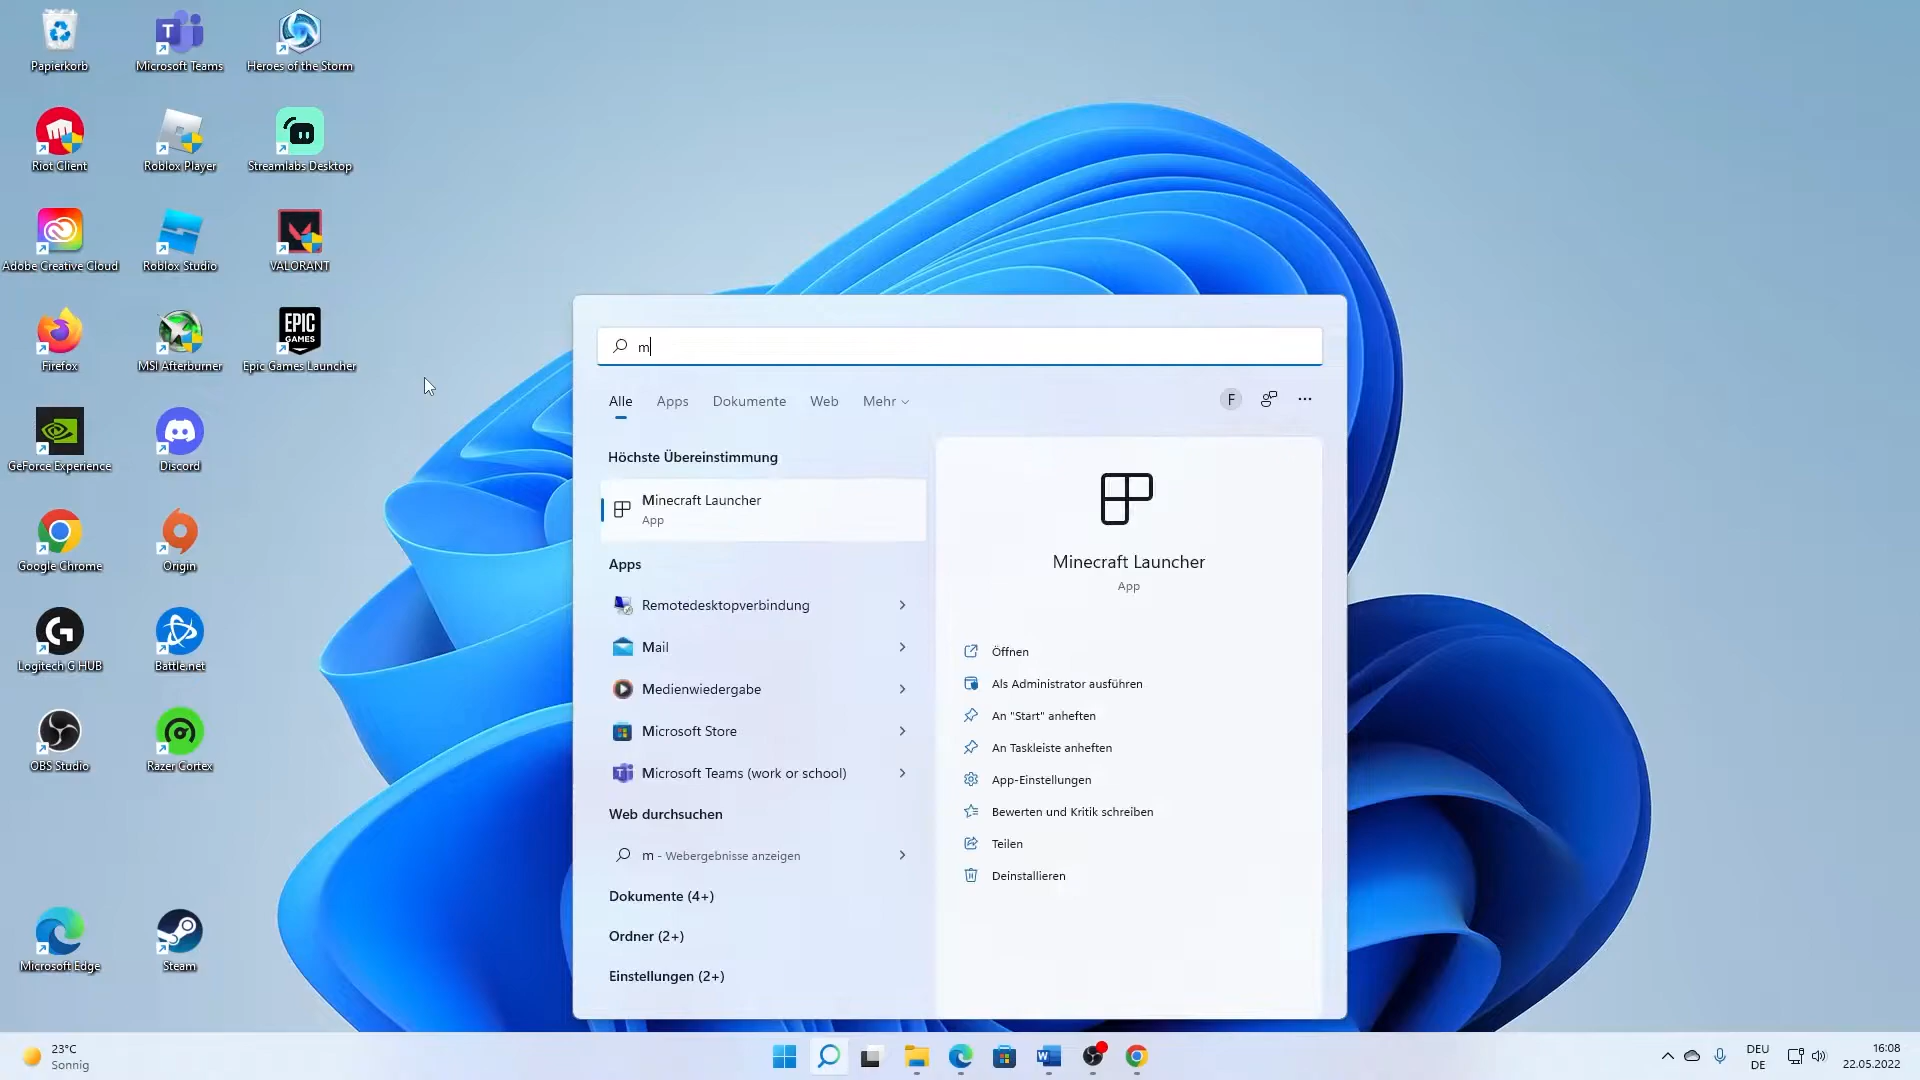 Papierkorb
Microsoft Teams
Heroes of the Storm
Riot Client
Roblox Player
Streamlabs Desktop
Adobe Creative Cloud
Roblox Studio
VALORANT
Firefox
MSI Afterburner
EPIC
GAMES
Epic Games Launcher
GeForce Experience
Discord
Google Chrome
Origin
Logitech G HUB
Battle.net
OBS Studio
Razer Cortex
Microsoft Edge
Steam
m
Alle
Apps
Dokumente
Web
Mehr
F
Höchste Übereinstimmung
Minecraft Launcher
App
Apps
Remotedesktopverbindung
Mail
Medienwiedergabe
Microsoft Store
Microsoft Teams (work or school)
Web durchsuchen
m - Webergebnisse anzeigen
Dokumente (4+)
Ordner (2+)
Einstellungen (2+)
Minecraft Launcher
App
Öffnen
Als Administrator ausführen
An "Start" anheften
An Taskleiste anheften
App-Einstellungen
Bewerten und Kritik schreiben
Teilen
Deinstallieren
23°C
Sonnig
DEU
DE
16:08
22.05.2022